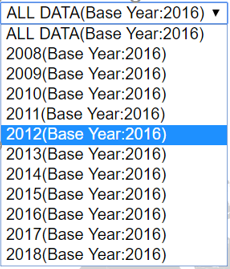 ALL DATA(Base Year:2016) ▼
ALL DATA(Base Year:2016)
2008(Base Year:2016)
2009(Base Year:2016)
2010(Base Year:2016)
2011(Base Year:2016)
2012(Base Year:2016)
2013(Base Year:2016)
2014(Base Year:2016)
2015(Base Year:2016)
2016(Base Year:2016)
2017(Base Year:2016)
2018(Base Year:2016)